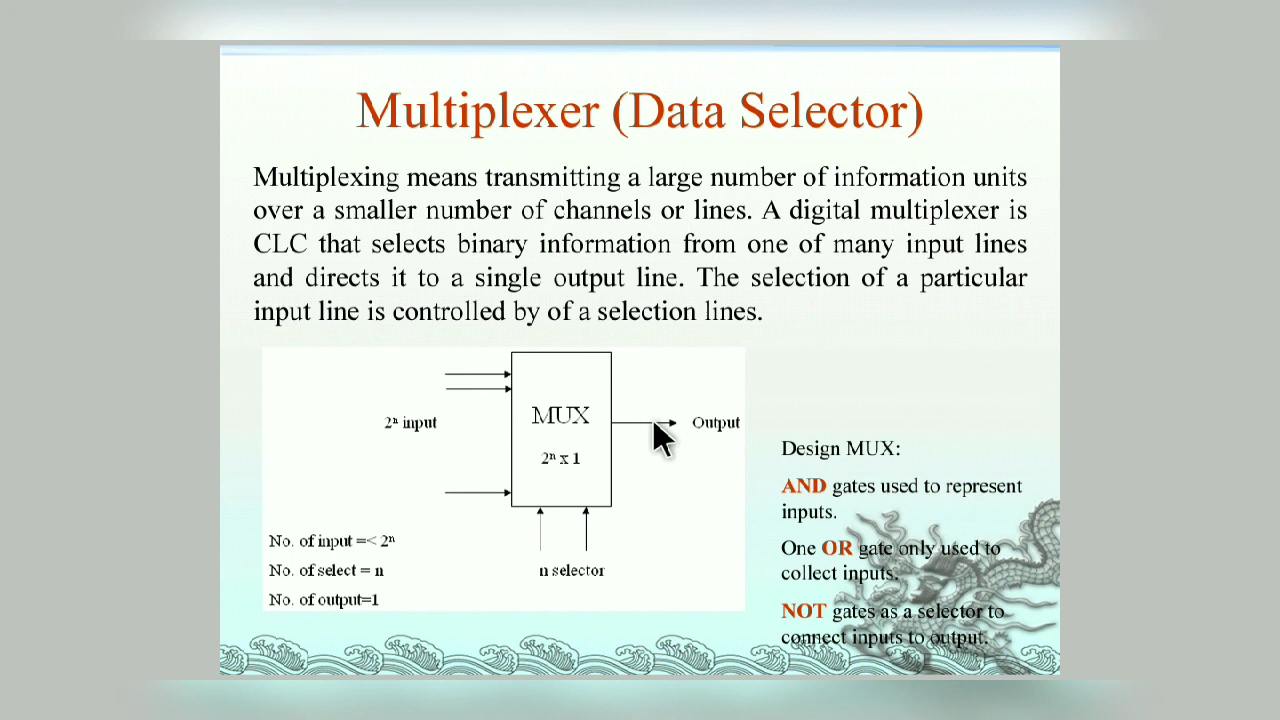 Multiplexer (Data Selector)
Multiplexing means transmitting a large number of information units
over a smaller number of channels or lines. A digital multiplexer is
CLC that selects binary information from one of many input lines
and directs it to a single output line. The selection of a particular
input line is controlled by of a selection lines.
MUX
2ⁿ input
Output
2ⁿ x 1
No. of input =< 2ⁿ
No. of select = n
n selector
No. of output=1
Design MUX:
AND gates used to represent
inputs.
One OR gate only used to
collect inputs.
NOT gates as a selector to
connect inputs to output.